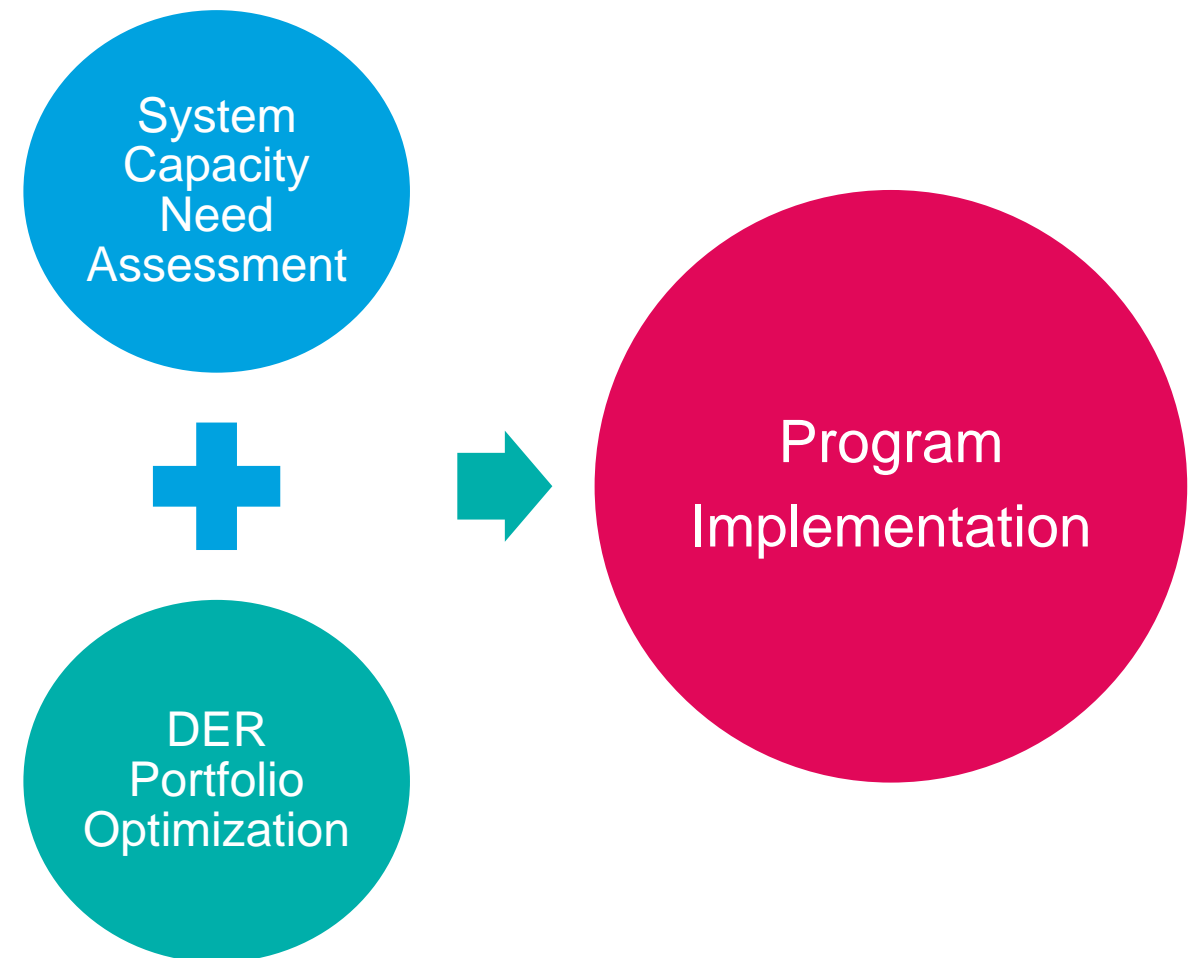 System
Capacity
Need
Assessment
DER
Portfolio
Optimization
Program
Implementation